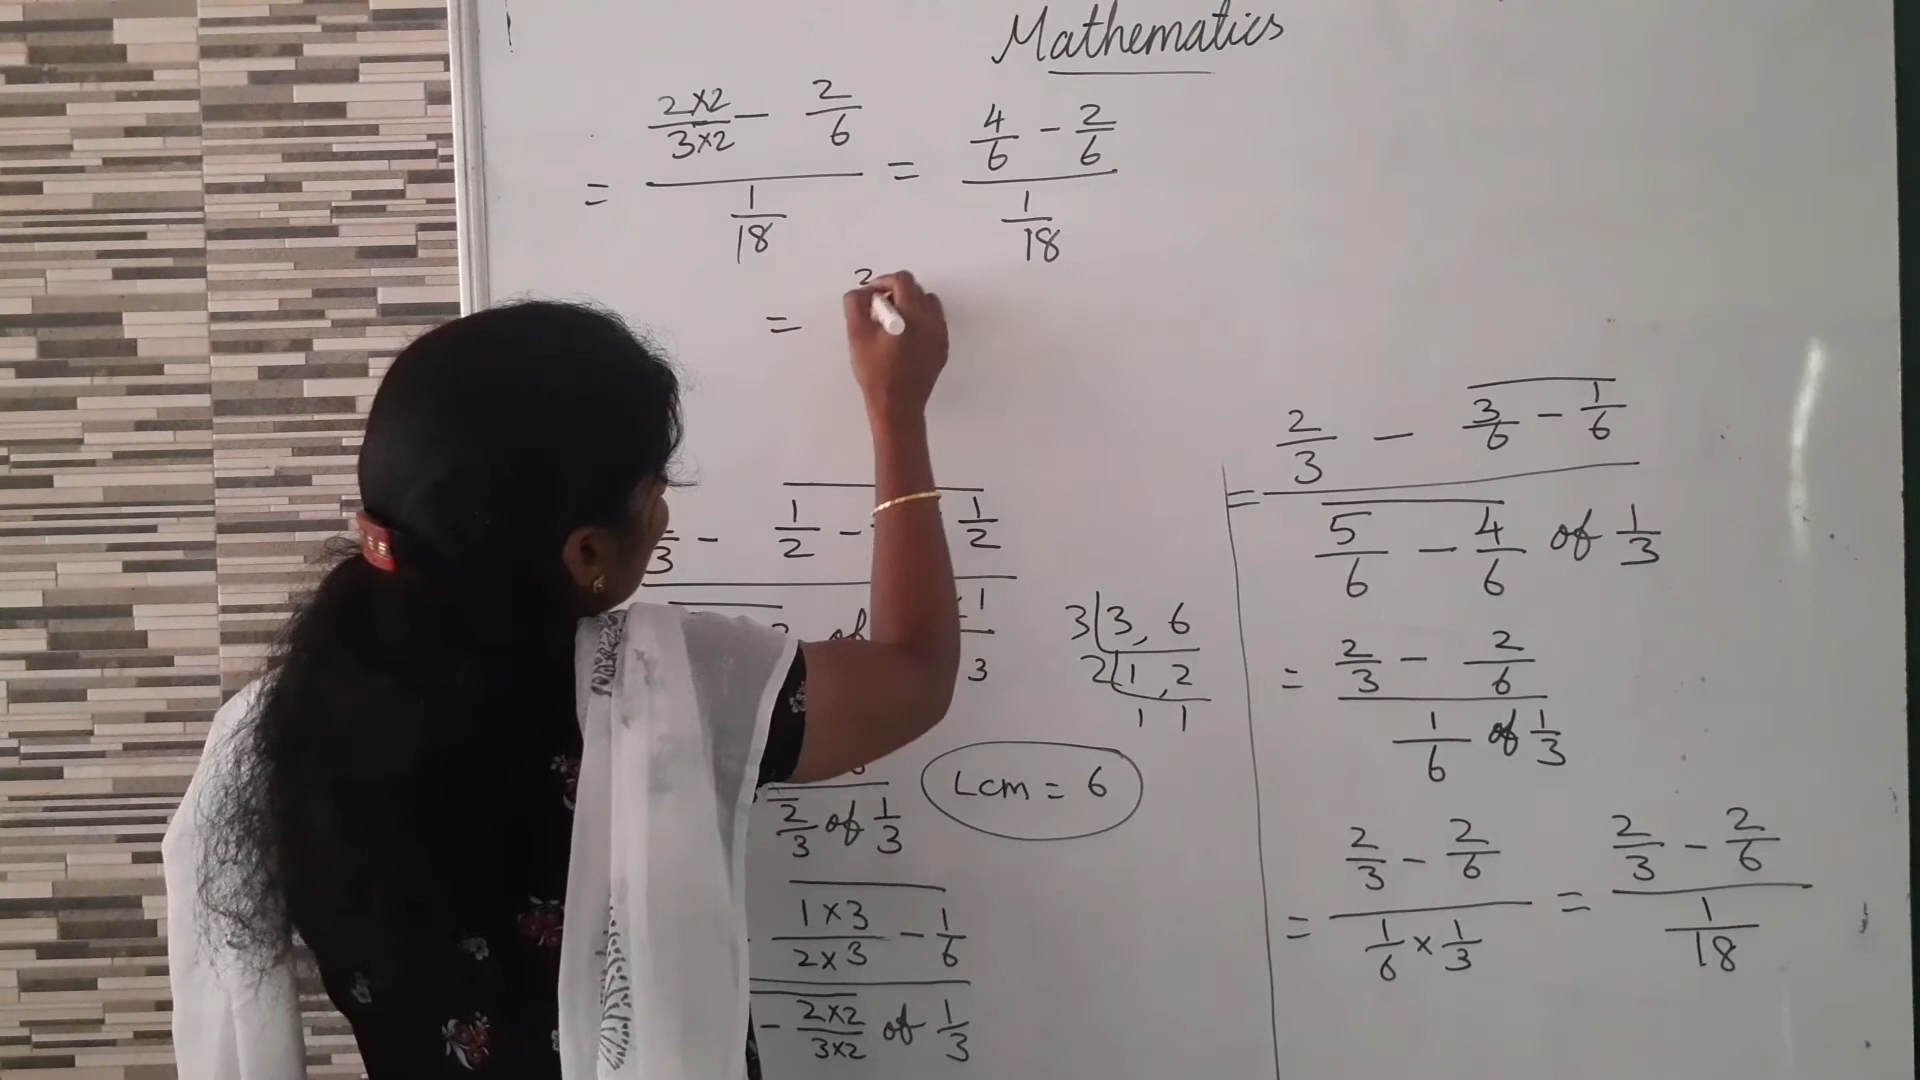 Mathematics
= (2×2/3×2 − 2/6) / (1/18) = (4/6 − 2/6) / (1/18)
= 2
3 − 1/2 − 1/2
of 1/3
2/3 of 1/3
(1×3/2×3 − 1/6)
− 2×2/3×2 of 1/3
3 | 3, 6
2 | 1, 2
1 1
Lcm = 6
= (2/3 − 3/6 − 1/6) / (5/6 − 4/6 of 1/3)
= (2/3 − 2/6) / (1/6 of 1/3)
= (2/3 − 2/6) / (1/6 × 1/3) = (2/3 − 2/6) / (1/18)